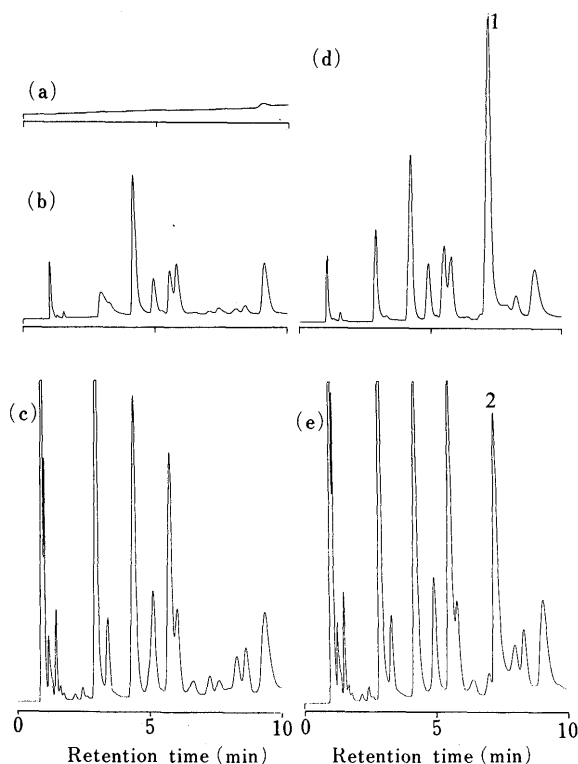 (a)
(b)
(c)
(d)
1
(e)
2
0 5 10
0 5 10
Retention time (min)
Retention time (min)